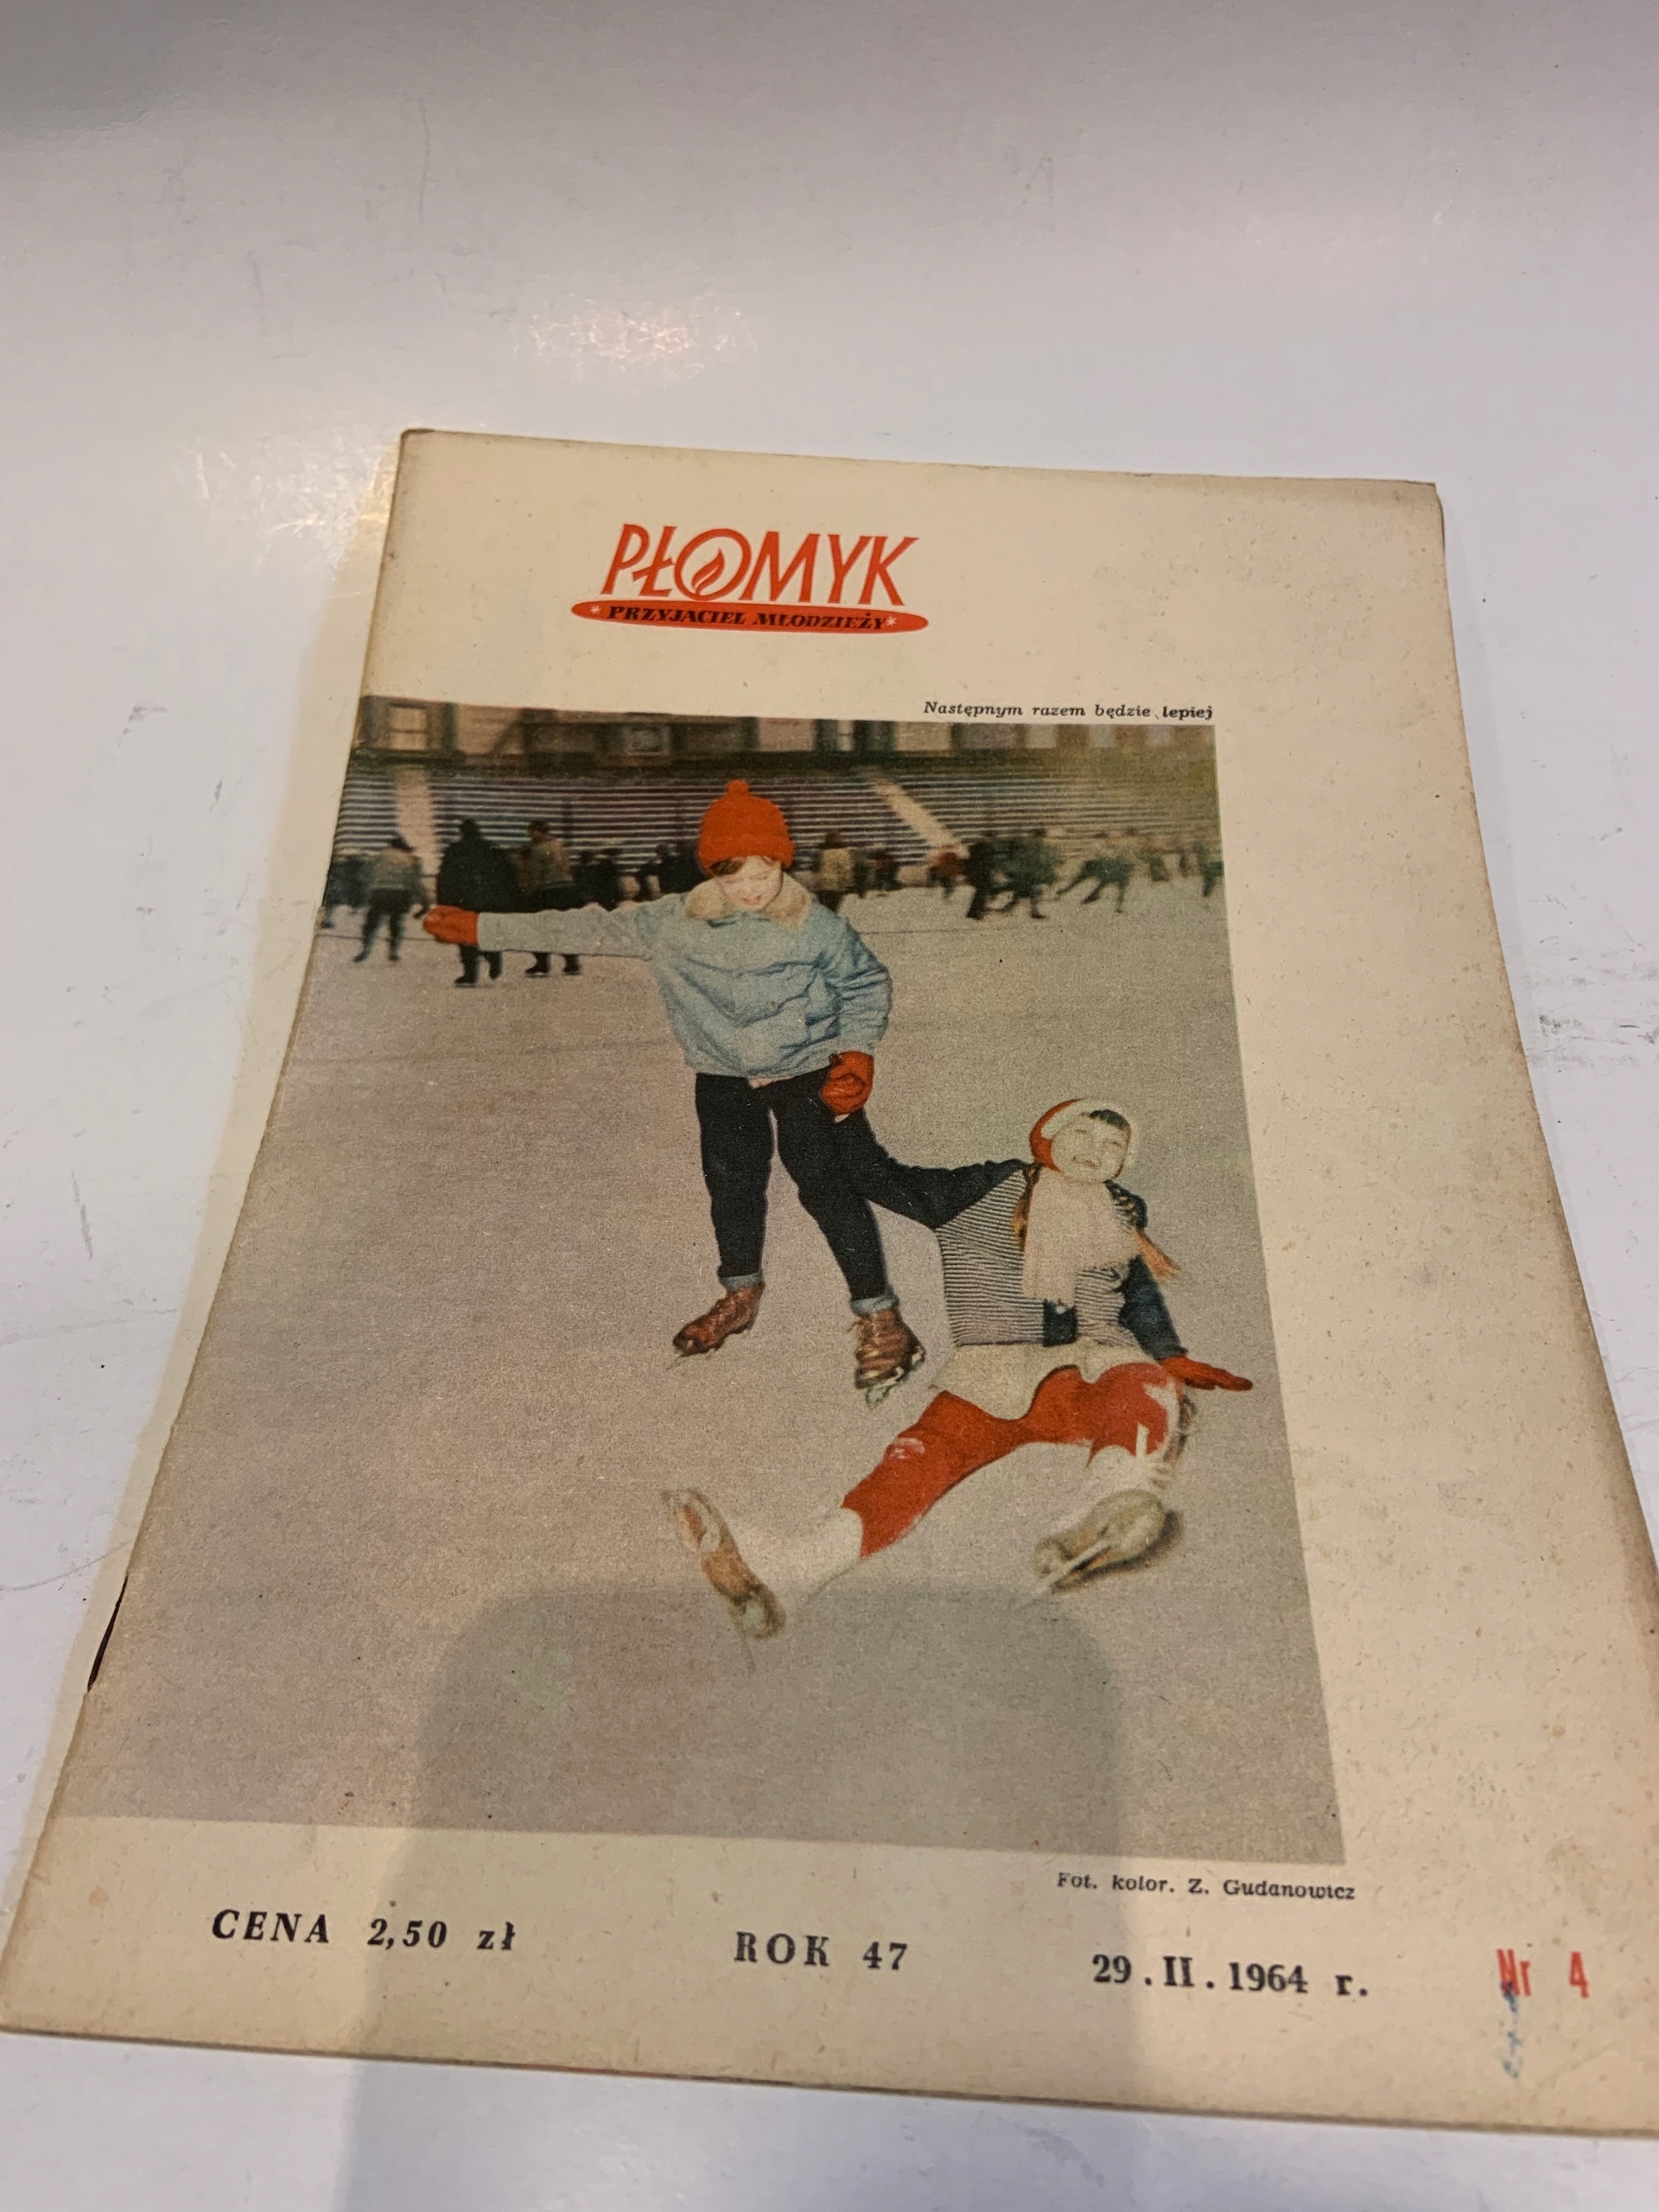 PŁOMYK
* PRZYJACIEL MŁODZIEŻY *
Następnym razem będzie lepiej
Fot. kolor. Z. Gudanowicz
CENA 2,50 zł ROK 47 29.II.1964 r. Nr 4